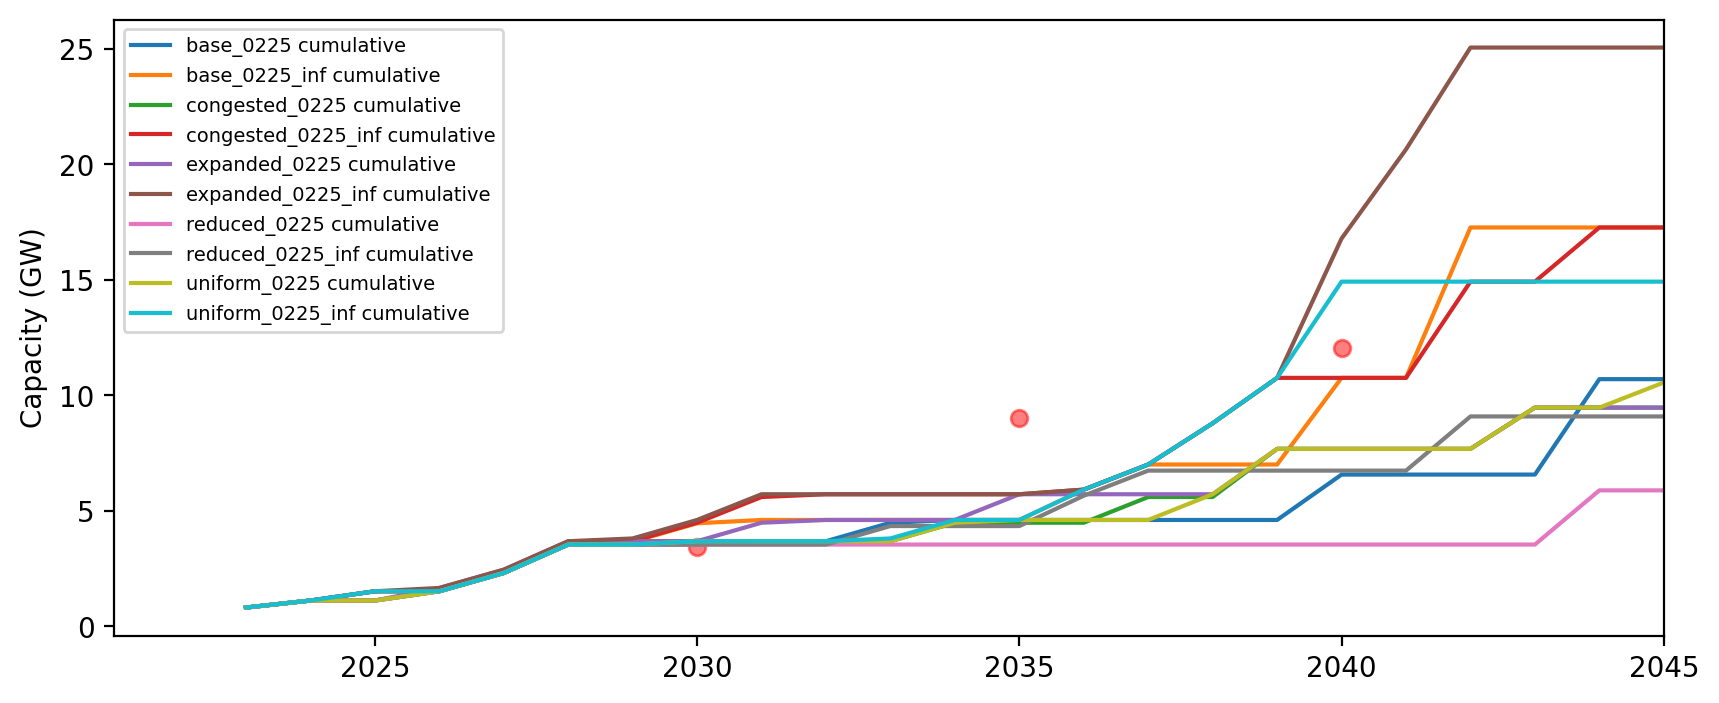 25
20
15
10
5
0
Capacity (GW)
base_0225 cumulative
base_0225_inf cumulative
congested_0225 cumulative
congested_0225_inf cumulative
expanded_0225 cumulative
expanded_0225_inf cumulative
reduced_0225 cumulative
reduced_0225_inf cumulative
uniform_0225 cumulative
uniform_0225_inf cumulative
2025 2030 2035 2040 2045